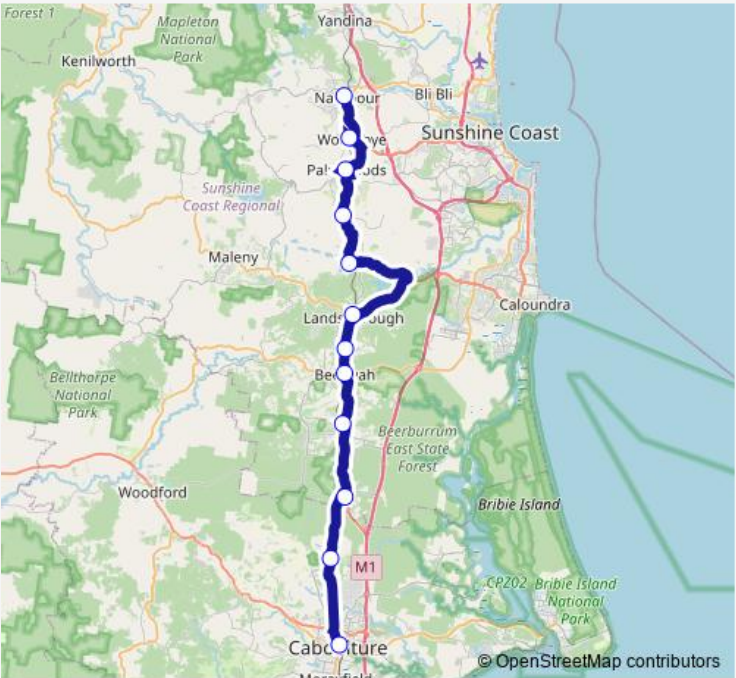 Forest 1
Mapleton
National
Park
Yandina
Kenilworth
Bli Bli
Sunshine Coast
Sunshine
Coast Regional
Maleny
Caloundra
Bellthorpe
National
Park
Beerburrum
East State
Forest
Woodford
Bribie Island
M1
CP202
Bribie Island
National
Park
© OpenStreetMap contributors